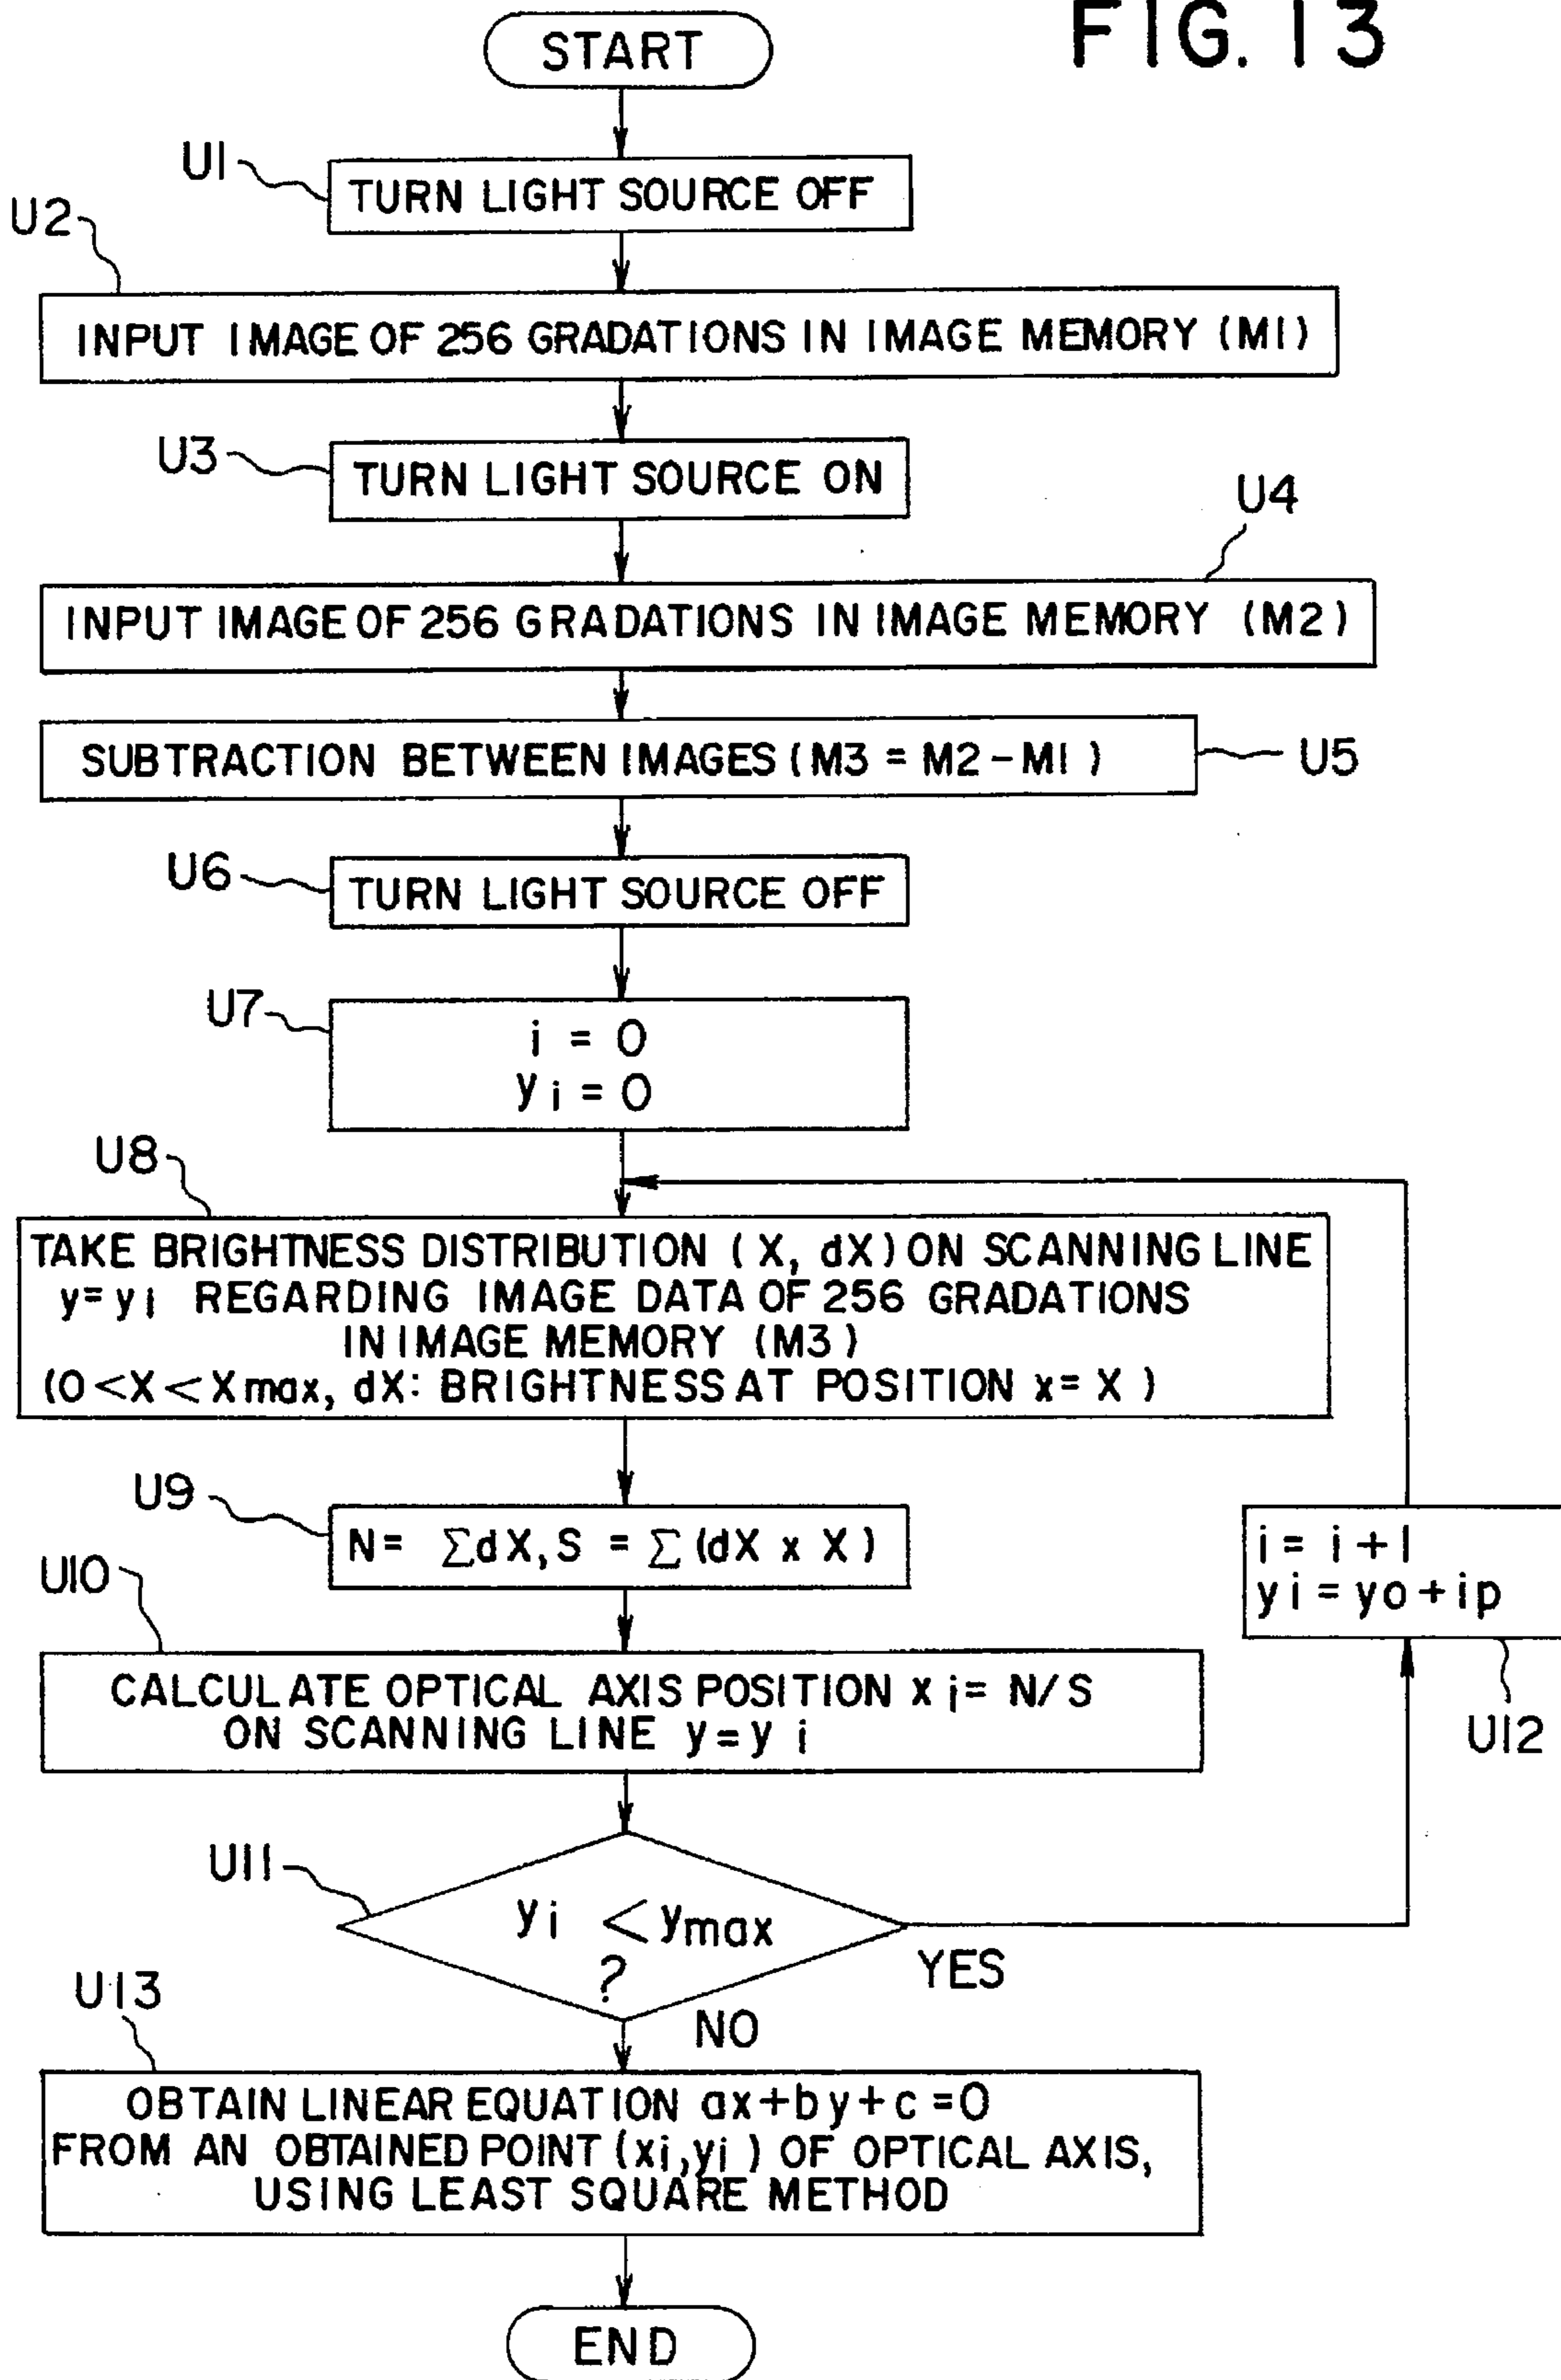 FIG. 13
START
U1
TURN LIGHT SOURCE OFF
U2
INPUT IMAGE OF 256 GRADATIONS IN IMAGE MEMORY (M1)
U3
TURN LIGHT SOURCE ON
U4
INPUT IMAGE OF 256 GRADATIONS IN IMAGE MEMORY (M2)
SUBTRACTION BETWEEN IMAGES (M3 = M2 - M1)
U5
U6
TURN LIGHT SOURCE OFF
U7
i = 0
yi = 0
U8
TAKE BRIGHTNESS DISTRIBUTION (X, dX) ON SCANNING LINE
y = yi REGARDING IMAGE DATA OF 256 GRADATIONS
IN IMAGE MEMORY (M3)
(0 < X < Xmax, dX: BRIGHTNESS AT POSITION x = X)
U9
N = ΣdX, S = Σ(dX x X)
U10
CALCULATE OPTICAL AXIS POSITION xi = N/S
ON SCANNING LINE y = yi
i = i + 1
yi = yo + ip
U12
U11
yi < ymax
?
YES
NO
U13
OBTAIN LINEAR EQUATION ax + by + c = 0
FROM AN OBTAINED POINT (xi, yi) OF OPTICAL AXIS,
USING LEAST SQUARE METHOD
END